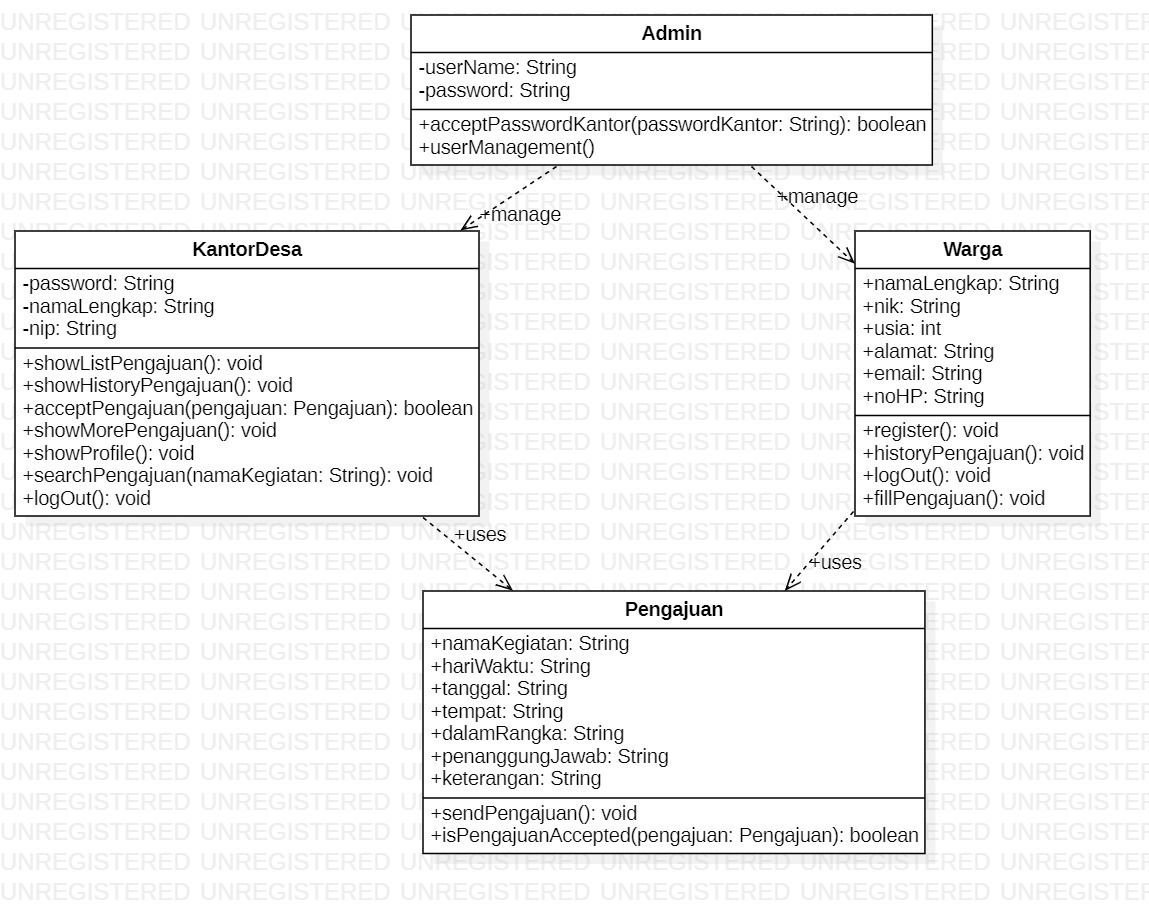 Admin
-userName: String
-password: String
+acceptPasswordKantor(passwordKantor: String): boolean
+userManagement()
+manage
+manage
KantorDesa
-password: String
-namaLengkap: String
-nip: String
+showListPengajuan(): void
+showHistoryPengajuan(): void
+acceptPengajuan(pengajuan: Pengajuan): boolean
+showMorePengajuan(): void
+showProfile(): void
+searchPengajuan(namaKegiatan: String): void
+logOut(): void
Warga
+namaLengkap: String
+nik: String
+usia: int
+alamat: String
+email: String
+noHP: String
+register(): void
+historyPengajuan(): void
+logOut(): void
+fillPengajuan(): void
+uses
+uses
Pengajuan
+namaKegiatan: String
+hariWaktu: String
+tanggal: String
+tempat: String
+dalamRangka: String
+penanggungJawab: String
+keterangan: String
+sendPengajuan(): void
+isPengajuanAccepted(pengajuan: Pengajuan): boolean
UNREGISTERED